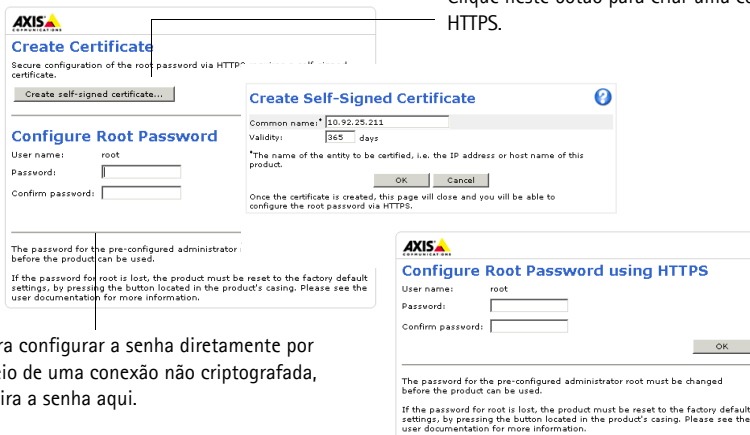 Clique neste botão para criar uma
HTTPS.
AXIS
COMMUNICATIONS
Create Certificate
Secure configuration of the root password via
certificate.
Create self-signed certificate...
Configure Root Password
User name: root
Password:
Confirm password:
The password for the pre-configured administrator
before the product can be used.
If the password for root is lost, the product must be reset to the factory default
settings, by pressing the button located in the product's casing. Please see the
user documentation for more information.
Create Self-Signed Certificate
?
Common name:* 10.92.25.211
Validity: 365 days
*The name of the entity to be certified, i.e. the IP address or host name of this
product.
OK Cancel
Once the certificate is created, this page will close and you will be able to
configure the root password via HTTPS.
AXIS
COMMUNICATIONS
Configure Root Password using HTTPS
User name: root
Password:
Confirm password:
OK
The password for the pre-configured administrator root must be changed
before the product can be used.
If the password for root is lost, the product must be reset to the factory default
settings, by pressing the button located in the product's casing. Please see the
user documentation for more information.
configurar a senha diretamente por
de uma conexão não criptografada,
a senha aqui.